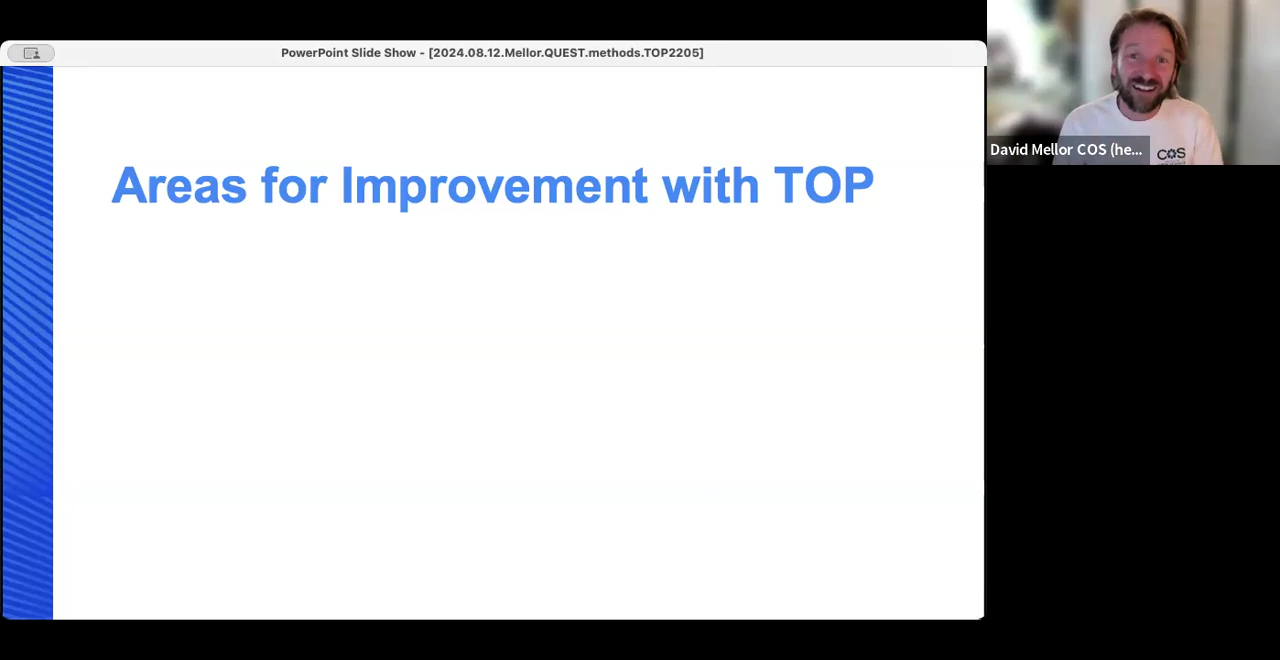 PowerPoint Slide Show - [2024.08.12.Mellor.QUEST.methods.TOP2205]
Areas for Improvement with TOP
David Mellor COS (he...
COS